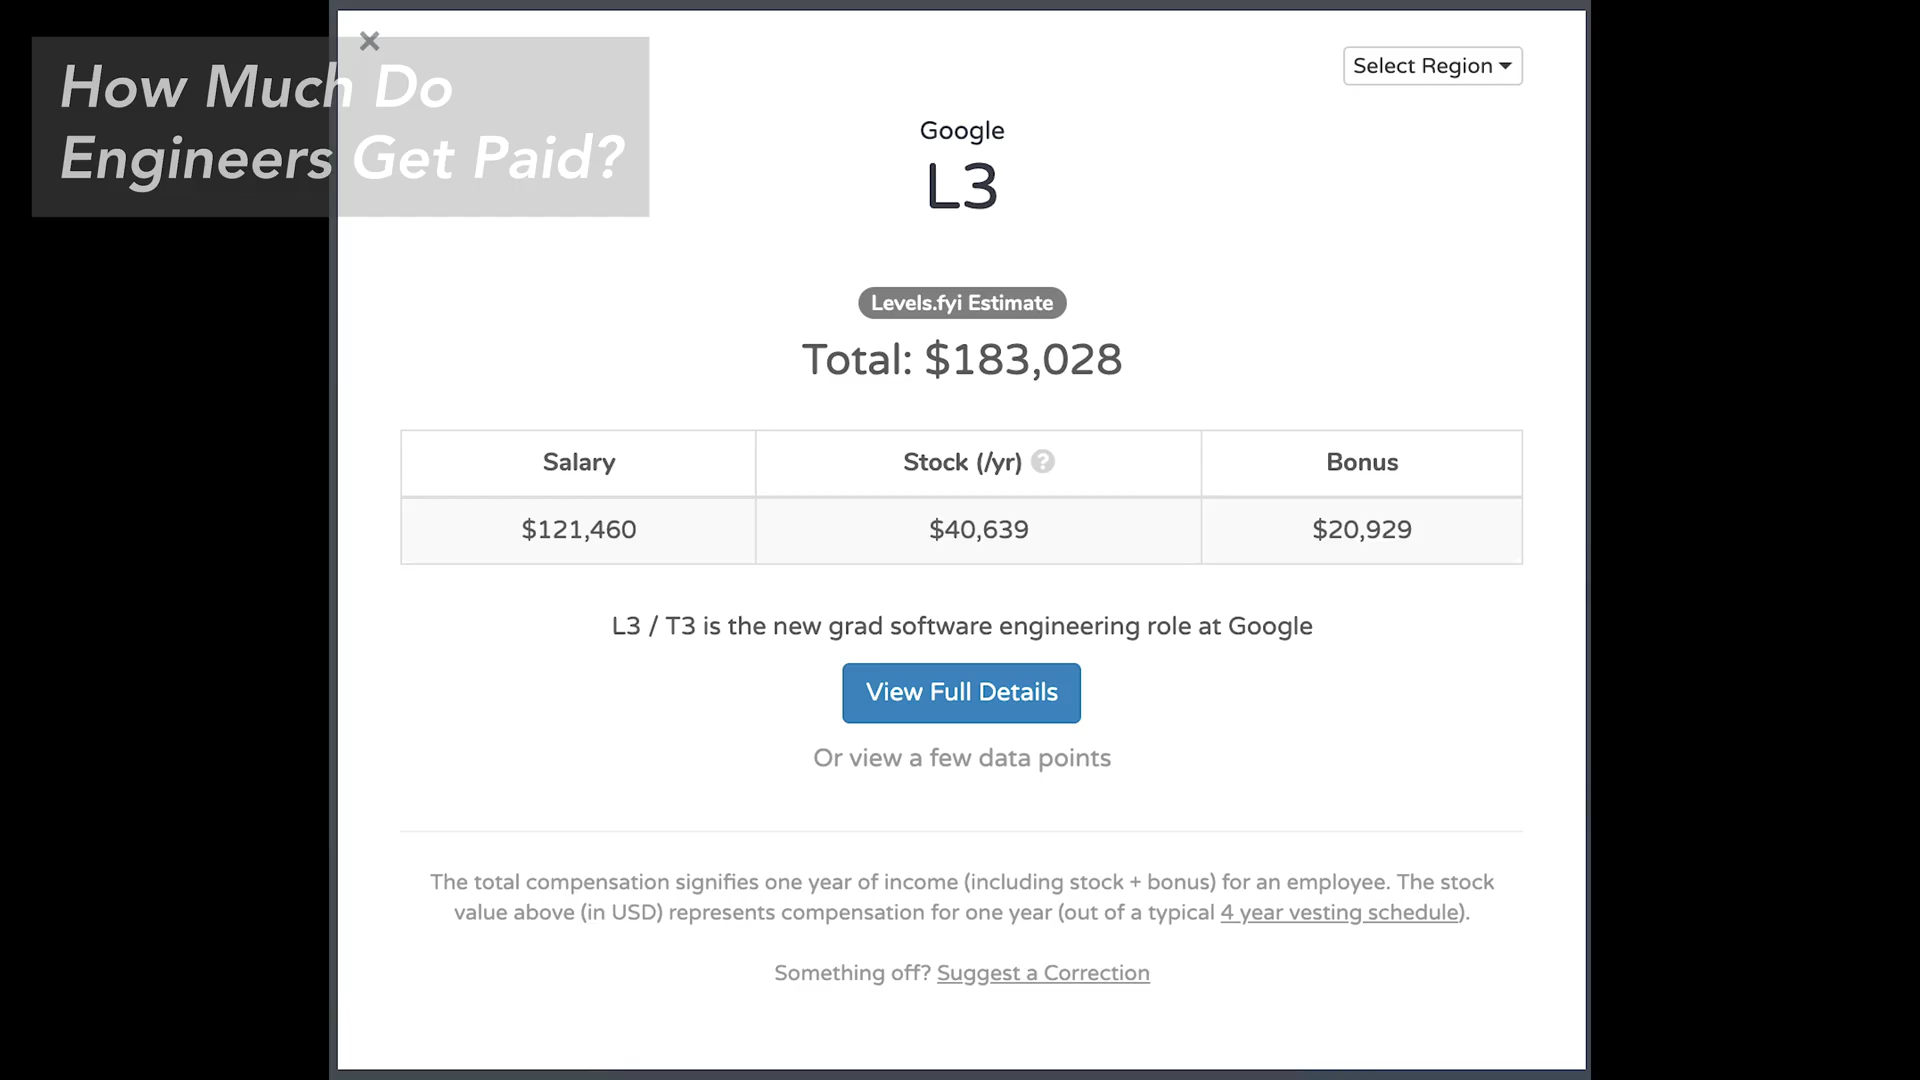 How Much Do
Engineers Get Paid?
Select Region
Google
L3
Levels.fyi Estimate
Total: $183,028
Salary Stock (/yr) ? Bonus
$121,460 $40,639 $20,929
L3 / T3 is the new grad software engineering role at Google
View Full Details
Or view a few data points
The total compensation signifies one year of income (including stock + bonus) for an employee. The stock
value above (in USD) represents compensation for one year (out of a typical 4 year vesting schedule).
Something off? Suggest a Correction